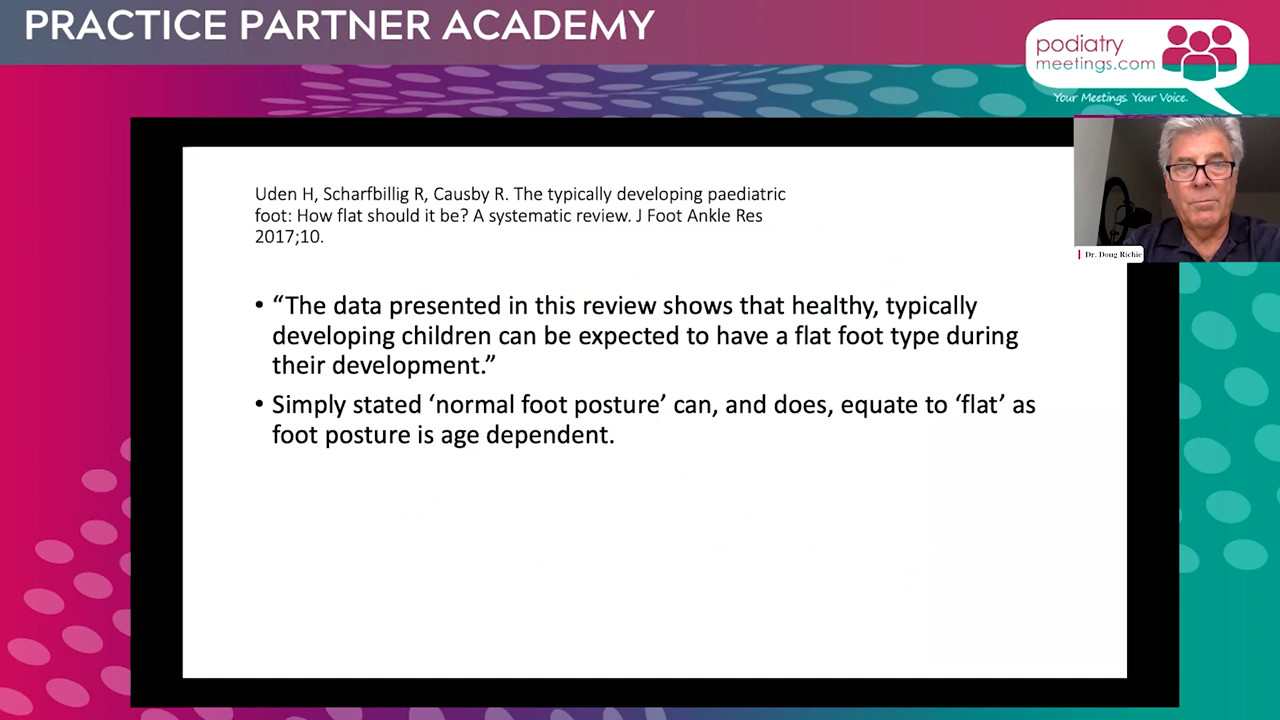 PRACTICE PARTNER ACADEMY
podiatry
meetings.com
Your Meetings. Your Voice.
Uden H, Scharfbillig R, Causby R. The typically developing paediatric
foot: How flat should it be? A systematic review. J Foot Ankle Res
2017;10.
Dr. Doug Richie
• “The data presented in this review shows that healthy, typically
developing children can be expected to have a flat foot type during
their development.”
• Simply stated ‘normal foot posture’ can, and does, equate to ‘flat’ as
foot posture is age dependent.